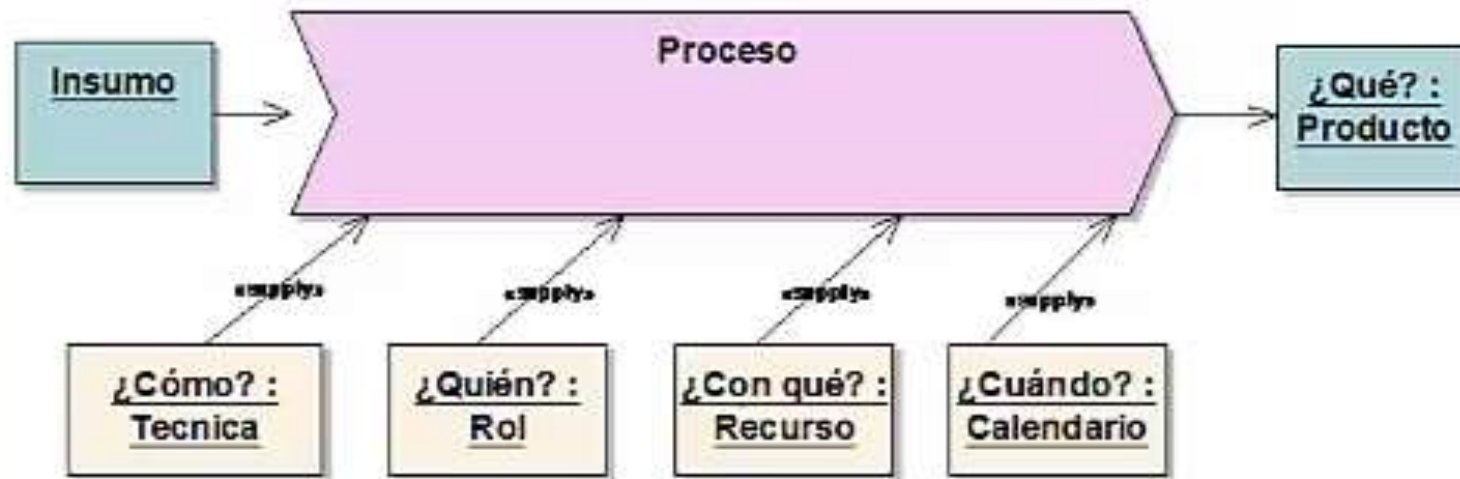 Proceso
Insumo
¿Qué? :
Producto
«supply»
«supply»
«supply»
«supply»
¿Cómo? :
Tecnica
¿Quién? :
Rol
¿Con qué? :
Recurso
¿Cuándo? :
Calendario